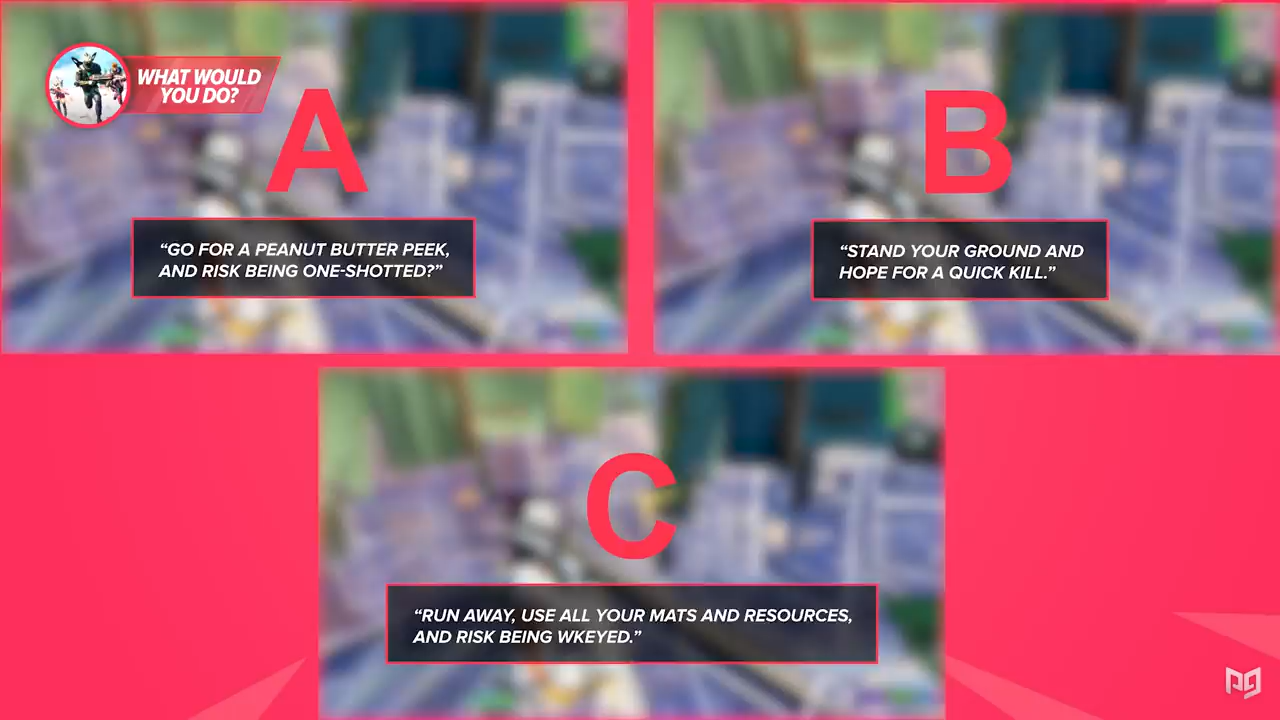 WHAT WOULD
YOU DO?
A
“GO FOR A PEANUT BUTTER PEEK,
AND RISK BEING ONE-SHOTTED?”
B
“STAND YOUR GROUND AND
HOPE FOR A QUICK KILL.”
C
“RUN AWAY, USE ALL YOUR MATS AND RESOURCES,
AND RISK BEING WKEYED.”
PG